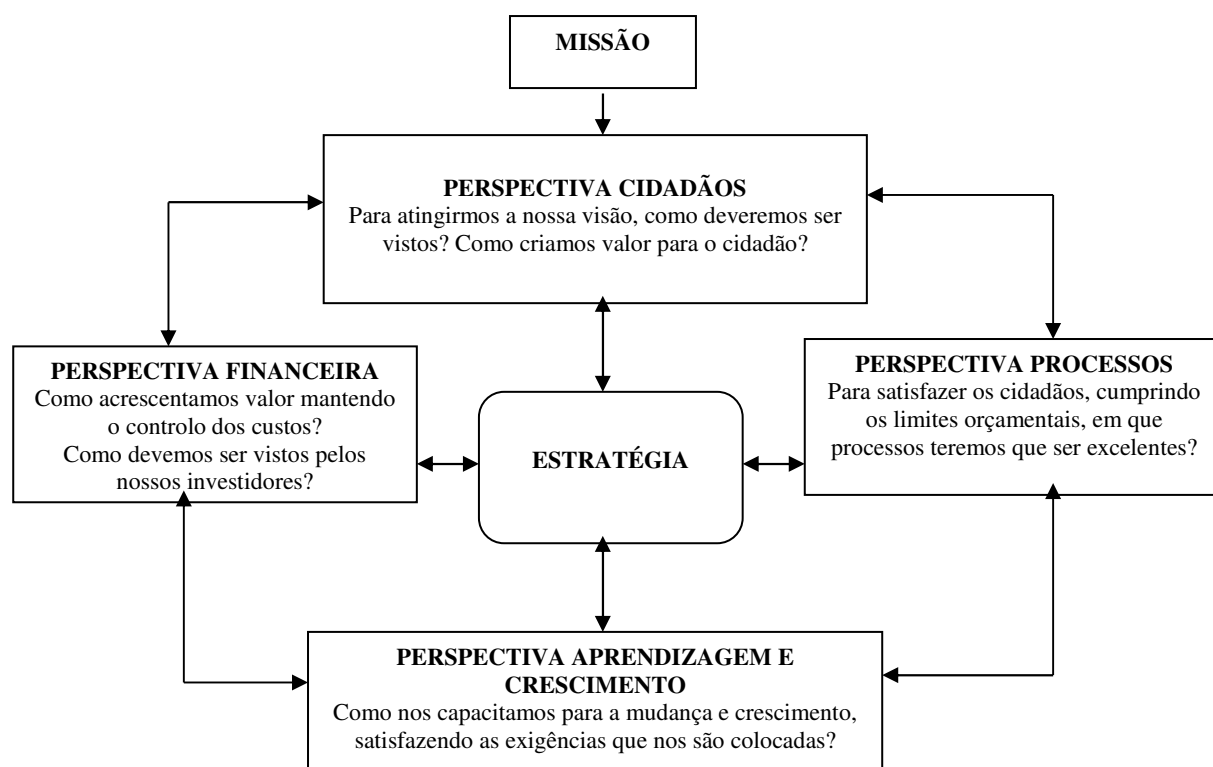 MISSÃO
PERSPECTIVA CIDADÃOS
Para atingirmos a nossa visão, como deveremos ser
vistos? Como criamos valor para o cidadão?
PERSPECTIVA FINANCEIRA
Como acrescentamos valor mantendo
o controlo dos custos?
Como devemos ser vistos pelos
nossos investidores?
ESTRATÉGIA
PERSPECTIVA PROCESSOS
Para satisfazer os cidadãos, cumprindo
os limites orçamentais, em que
processos teremos que ser excelentes?
PERSPECTIVA APRENDIZAGEM E
CRESCIMENTO
Como nos capacitamos para a mudança e crescimento,
satisfazendo as exigências que nos são colocadas?